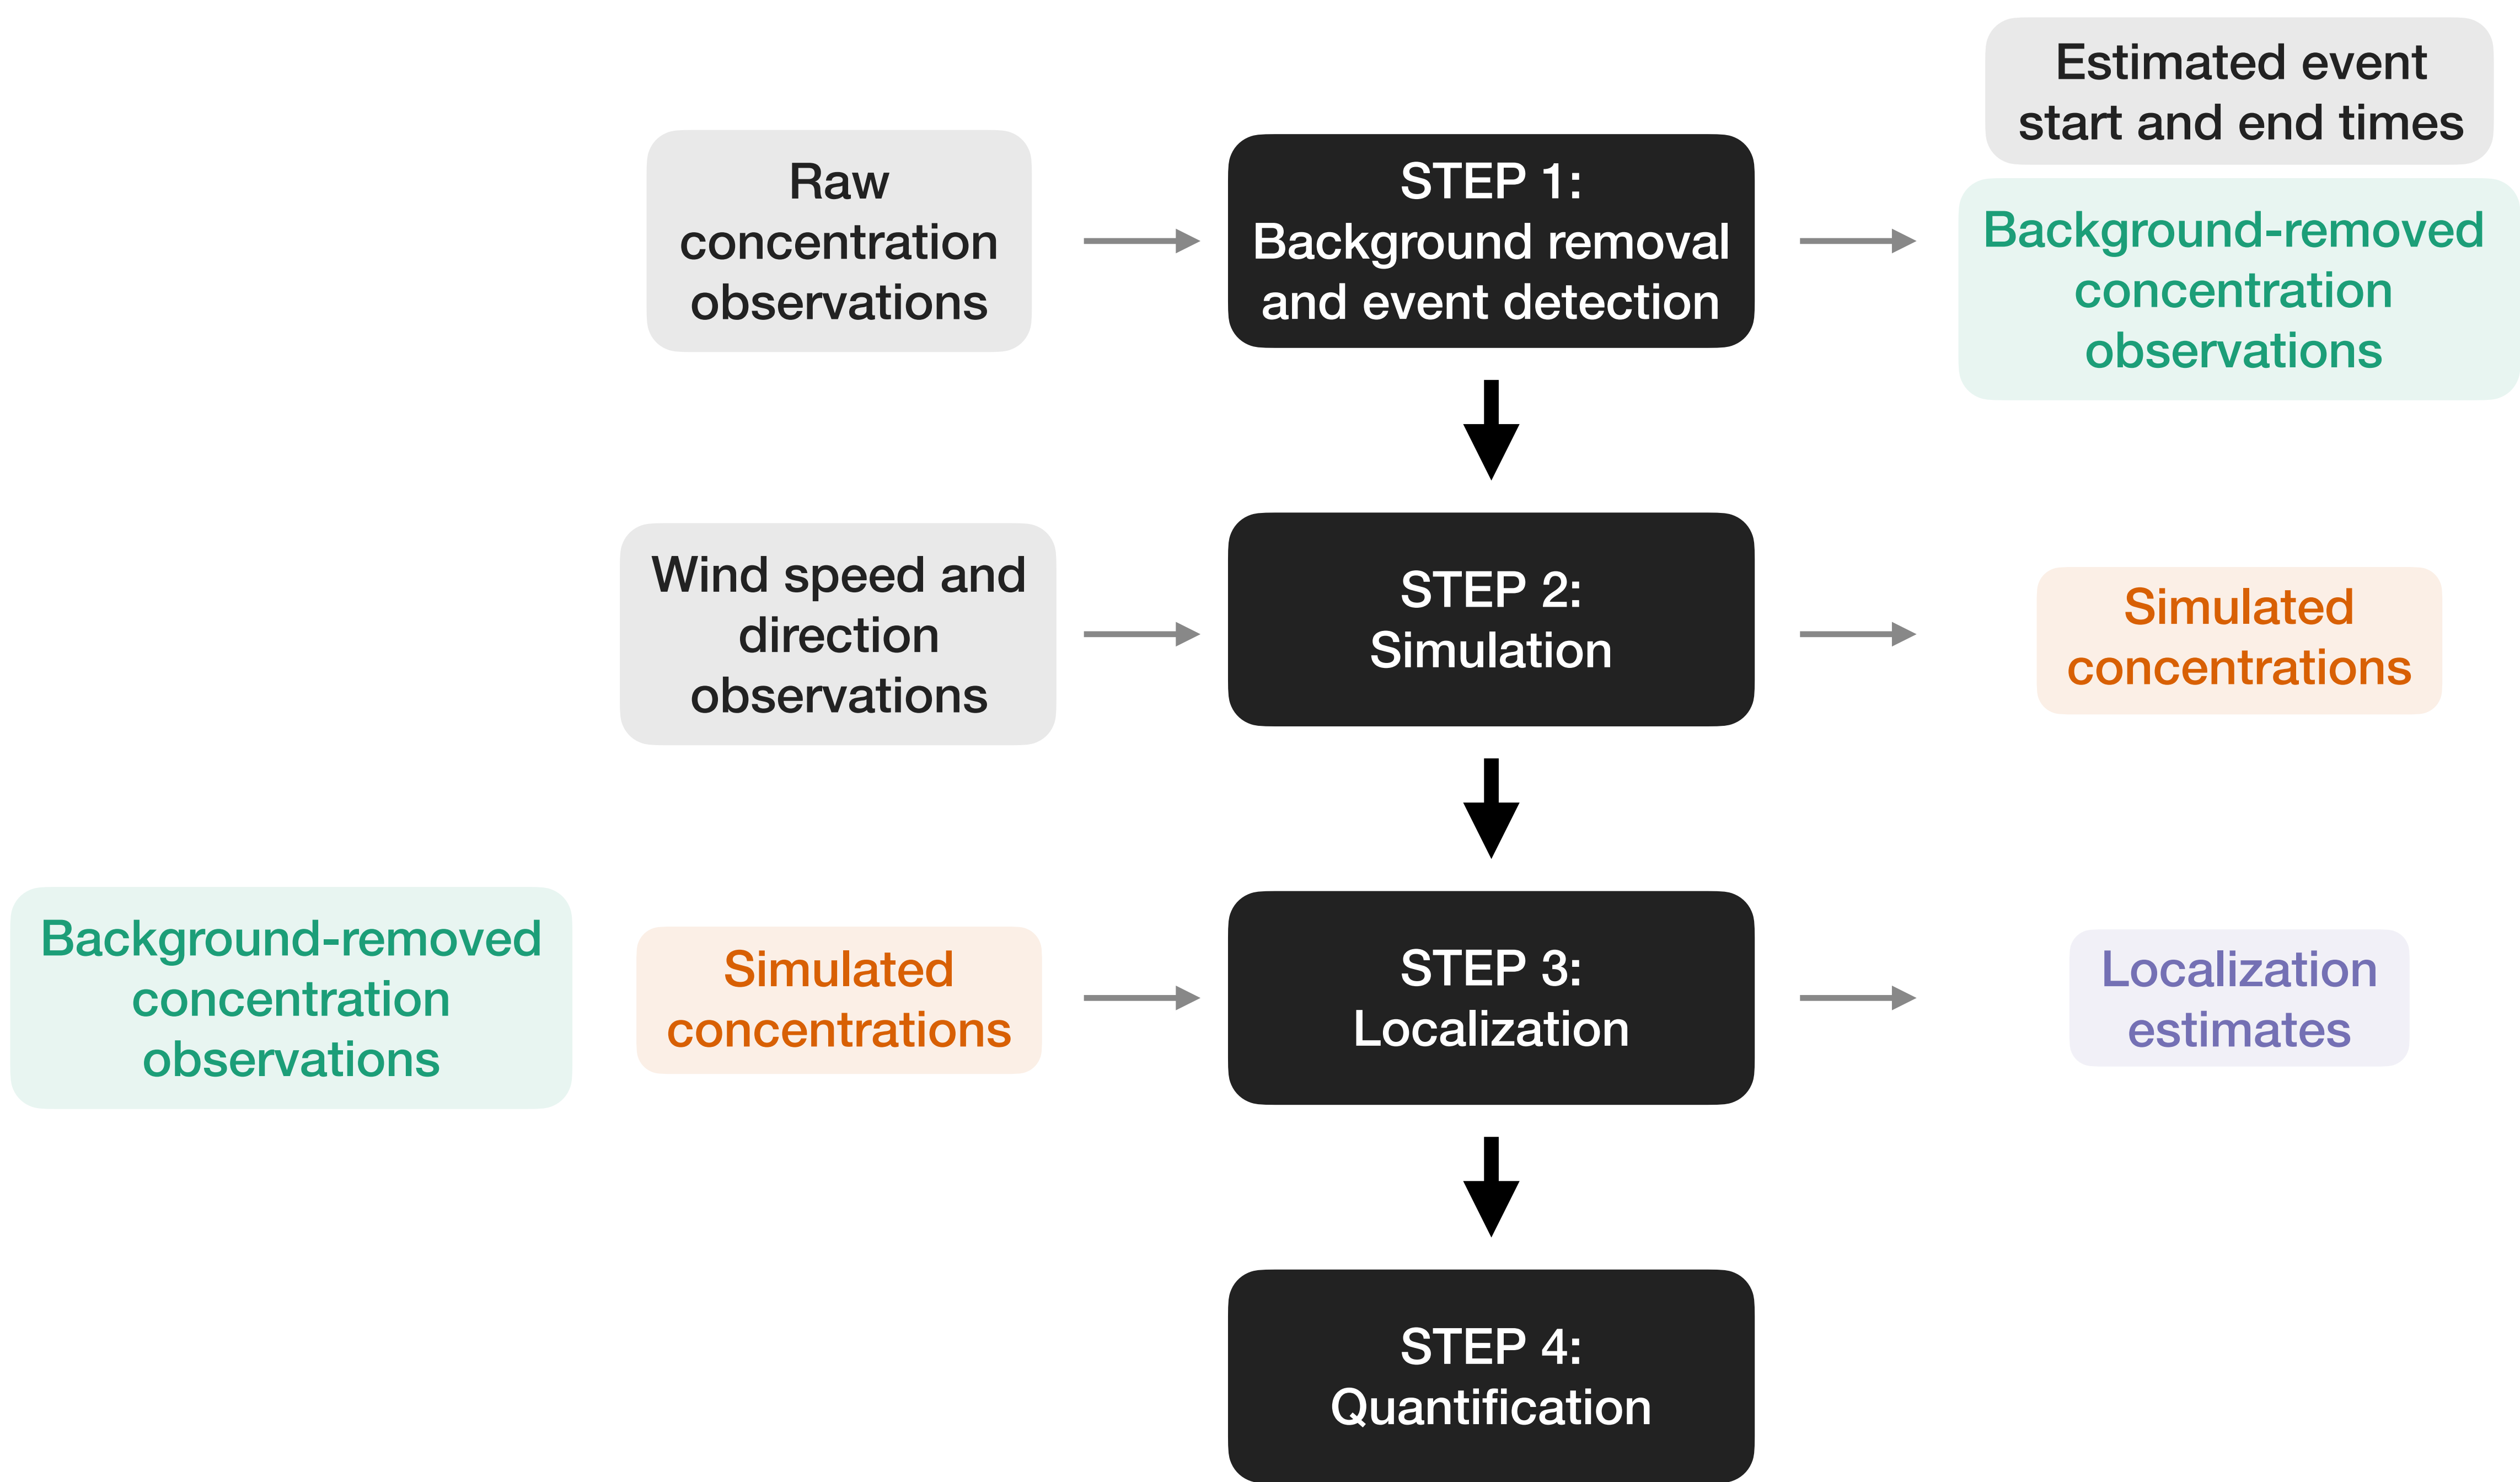 Raw
concentration
observations
STEP 1:
Background removal
and event detection
Estimated event
start and end times
Background-removed
concentration
observations
Wind speed and
direction
observations
STEP 2:
Simulation
Simulated
concentrations
Background-removed
concentration
observations
Simulated
concentrations
STEP 3:
Localization
Localization
estimates
STEP 4:
Quantification